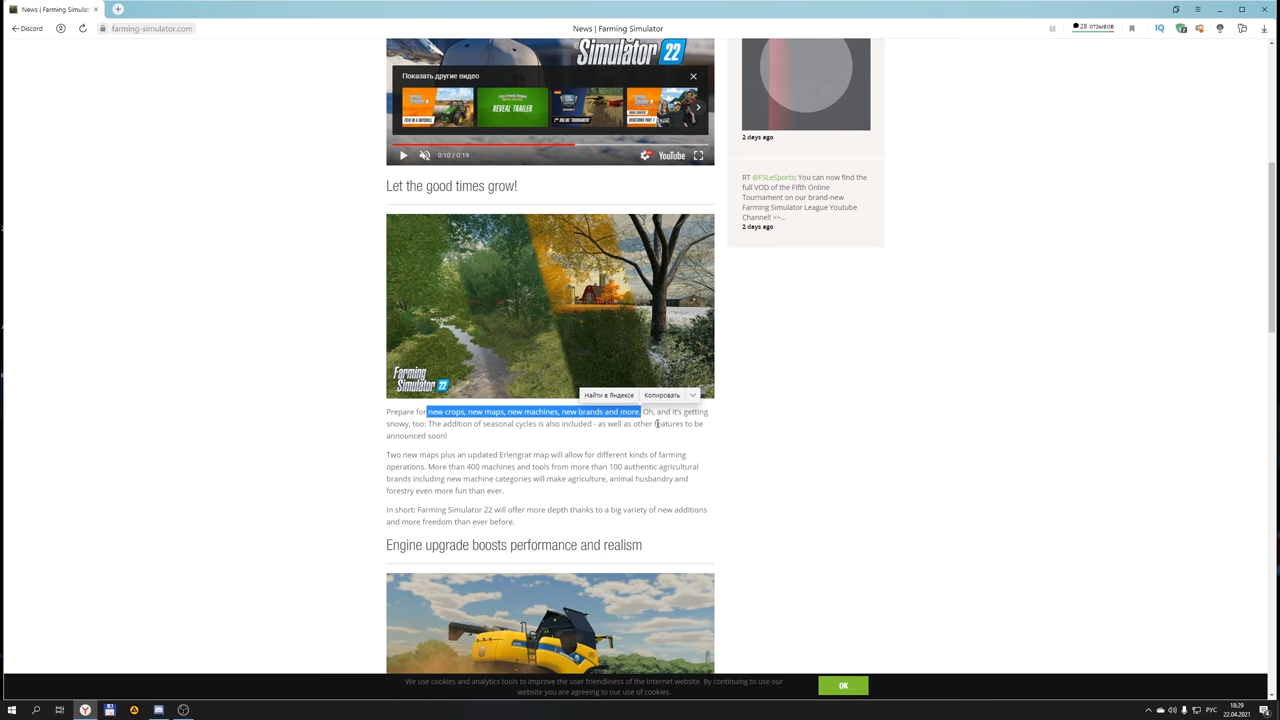 News | Farming Simulat
Discord
farming-simulator.com
News | Farming Simulator
28 отзывов
Simulator 22
Показать другие видео
REVEAL TRAILER
0:10 / 0:19
YouTube
2 days ago
RT @FSLeSports: You can now find the
full VOD of the Fifth Online
Tournament on our brand-new
Farming Simulator League Youtube
Channel! >>...
2 days ago
Let the good times grow!
Farming
Simulator 22
Найти в Яндексе
Копировать
Prepare for new crops, new maps, new machines, new brands and more. Oh, and it's getting
snowy, too: The addition of seasonal cycles is also included - as well as other features to be
announced soon!
Two new maps plus an updated Erlengrat map will allow for different kinds of farming
operations. More than 400 machines and tools from more than 100 authentic agricultural
brands including new machine categories will make agriculture, animal husbandry and
forestry even more fun than ever.
In short: Farming Simulator 22 will offer more depth thanks to a big variety of new additions
and more freedom than ever before.
Engine upgrade boosts performance and realism
We use cookies and analytics tools to improve the user friendliness of the Internet website. By continuing to use our
website you are agreeing to our use of cookies.
OK
РУС
18:29
22.04.2021